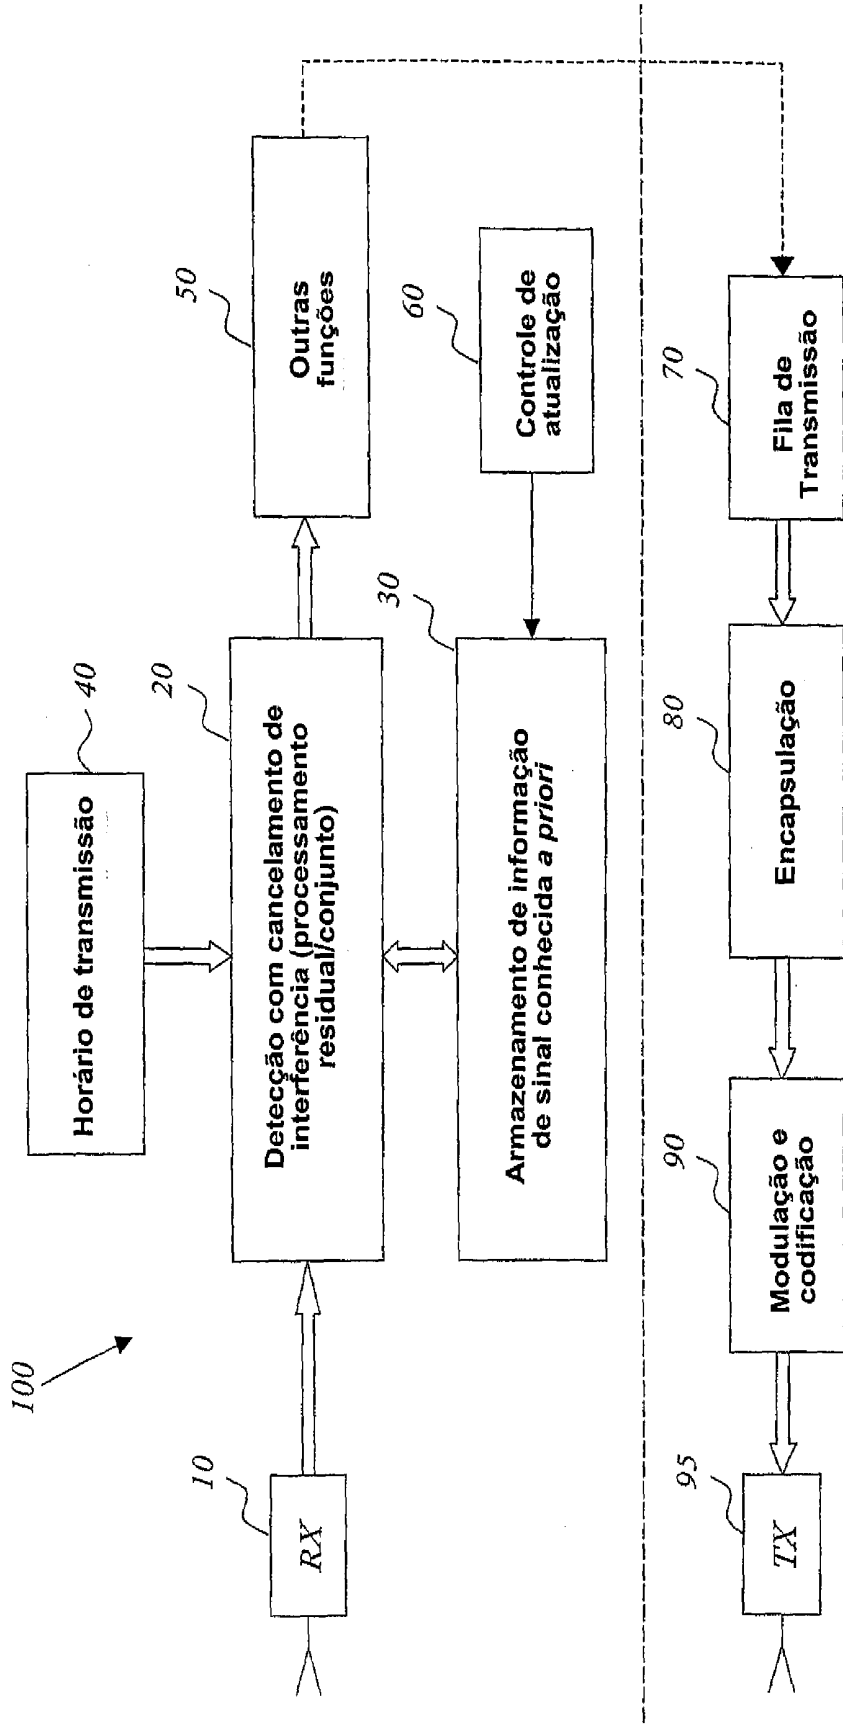 100
Horário de transmissão
40
10
RX
Detecção com cancelamento de
interferência (processamento
residual/conjunto)
20
Outras
funções
50
Armazenamento de informação
de sinal conhecida a priori
30
Controle de
atualização
60
95
TX
Modulação e
codificação
90
Encapsulação
80
Fila de
Transmissão
70